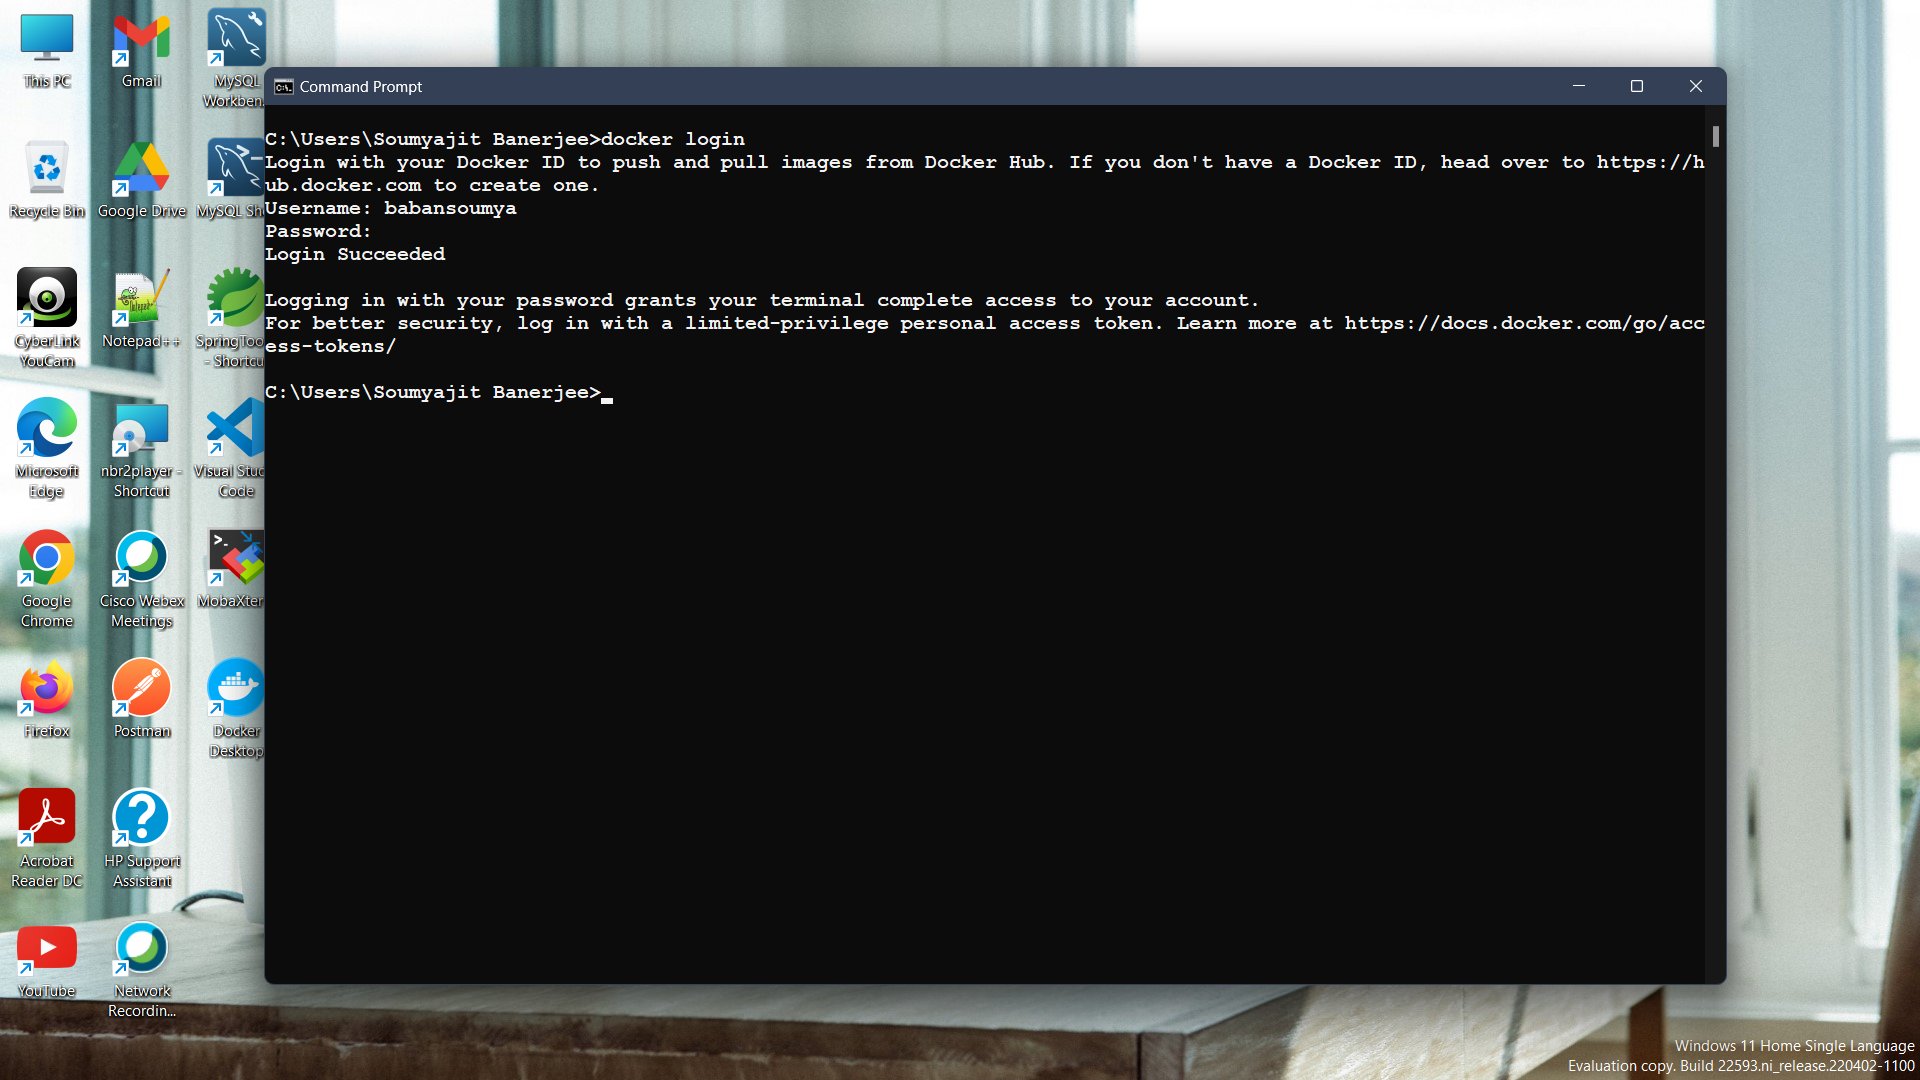 This PC
Gmail
MySQL
Workben
Recycle Bin
Google Drive
MySQL Sh
CyberLink
YouCam
Notepad++
SpringToo
- Shortcu
Microsoft
Edge
nbr2player -
Shortcut
Visual Stud
Code
Google
Chrome
Cisco Webex
Meetings
MobaXter
Firefox
Postman
Docker
Desktop
Acrobat
Reader DC
HP Support
Assistant
YouTube
Network
Recordin...
Command Prompt
C:\Users\Soumyajit Banerjee>docker login
Login with your Docker ID to push and pull images from Docker Hub. If you don't have a Docker ID, head over to https://h
ub.docker.com to create one.
Username: babansoumya
Password:
Login Succeeded
Logging in with your password grants your terminal complete access to your account.
For better security, log in with a limited-privilege personal access token. Learn more at https://docs.docker.com/go/acc
ess-tokens/
C:\Users\Soumyajit Banerjee>
Windows 11 Home Single Language
Evaluation copy. Build 22593.ni_release.220402-1100